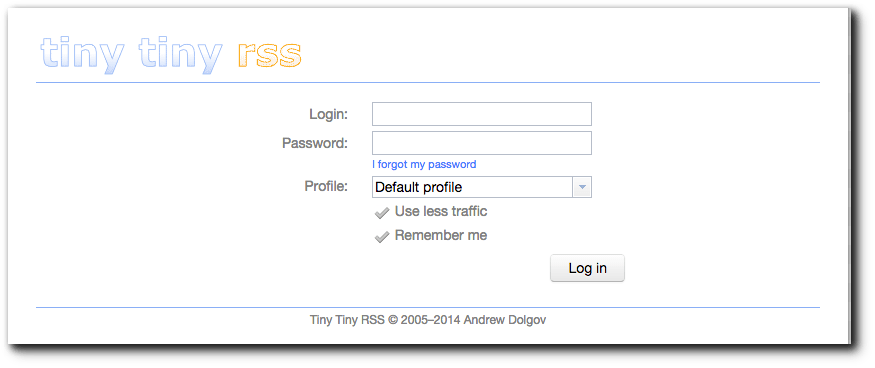 tiny tiny rss
Login:
Password:
I forgot my password
Profile: Default profile
Use less traffic
Remember me
Log in
Tiny Tiny RSS © 2005–2014 Andrew Dolgov